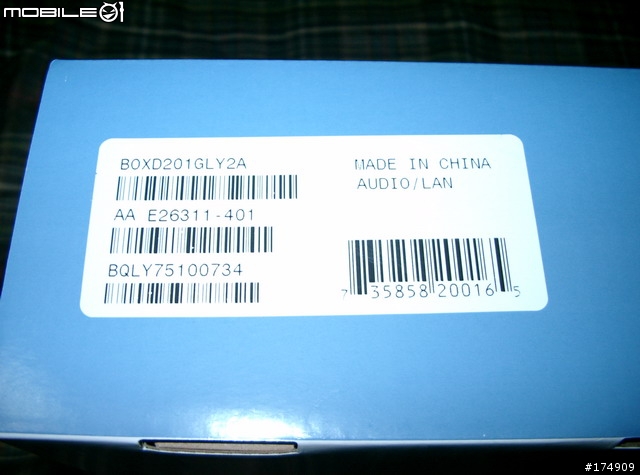 MOBILE01
BOXD201GLY2A
AA E26311-401
BQLY75100734
MADE IN CHINA
AUDIO/LAN
7 35858 20016 5
#174909